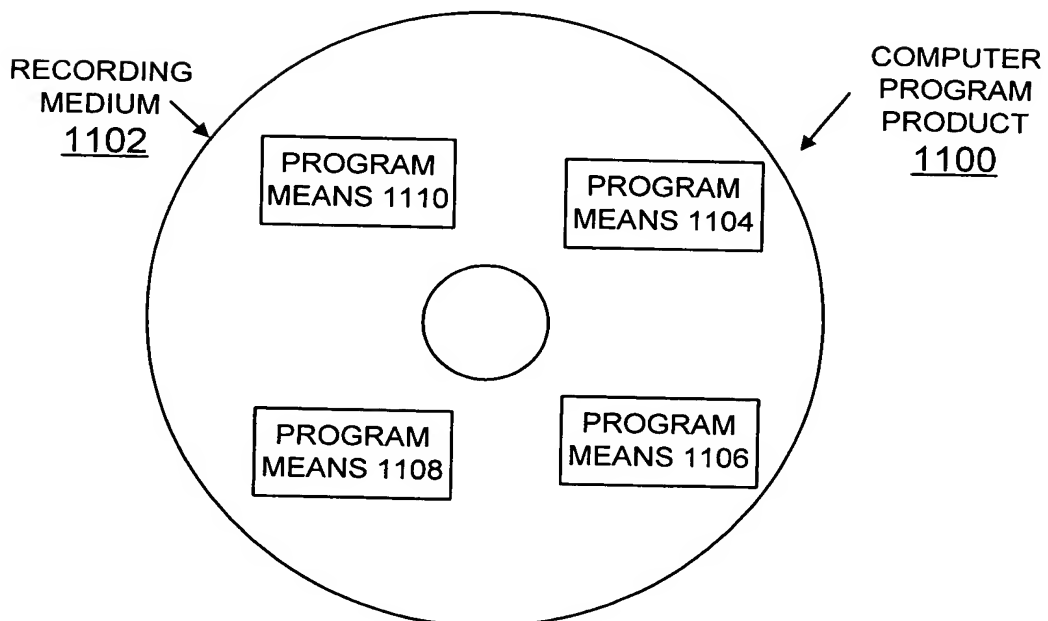 RECORDING
MEDIUM
1102
COMPUTER
PROGRAM
PRODUCT
1100
PROGRAM
MEANS 1110
PROGRAM
MEANS 1104
PROGRAM
MEANS 1108
PROGRAM
MEANS 1106